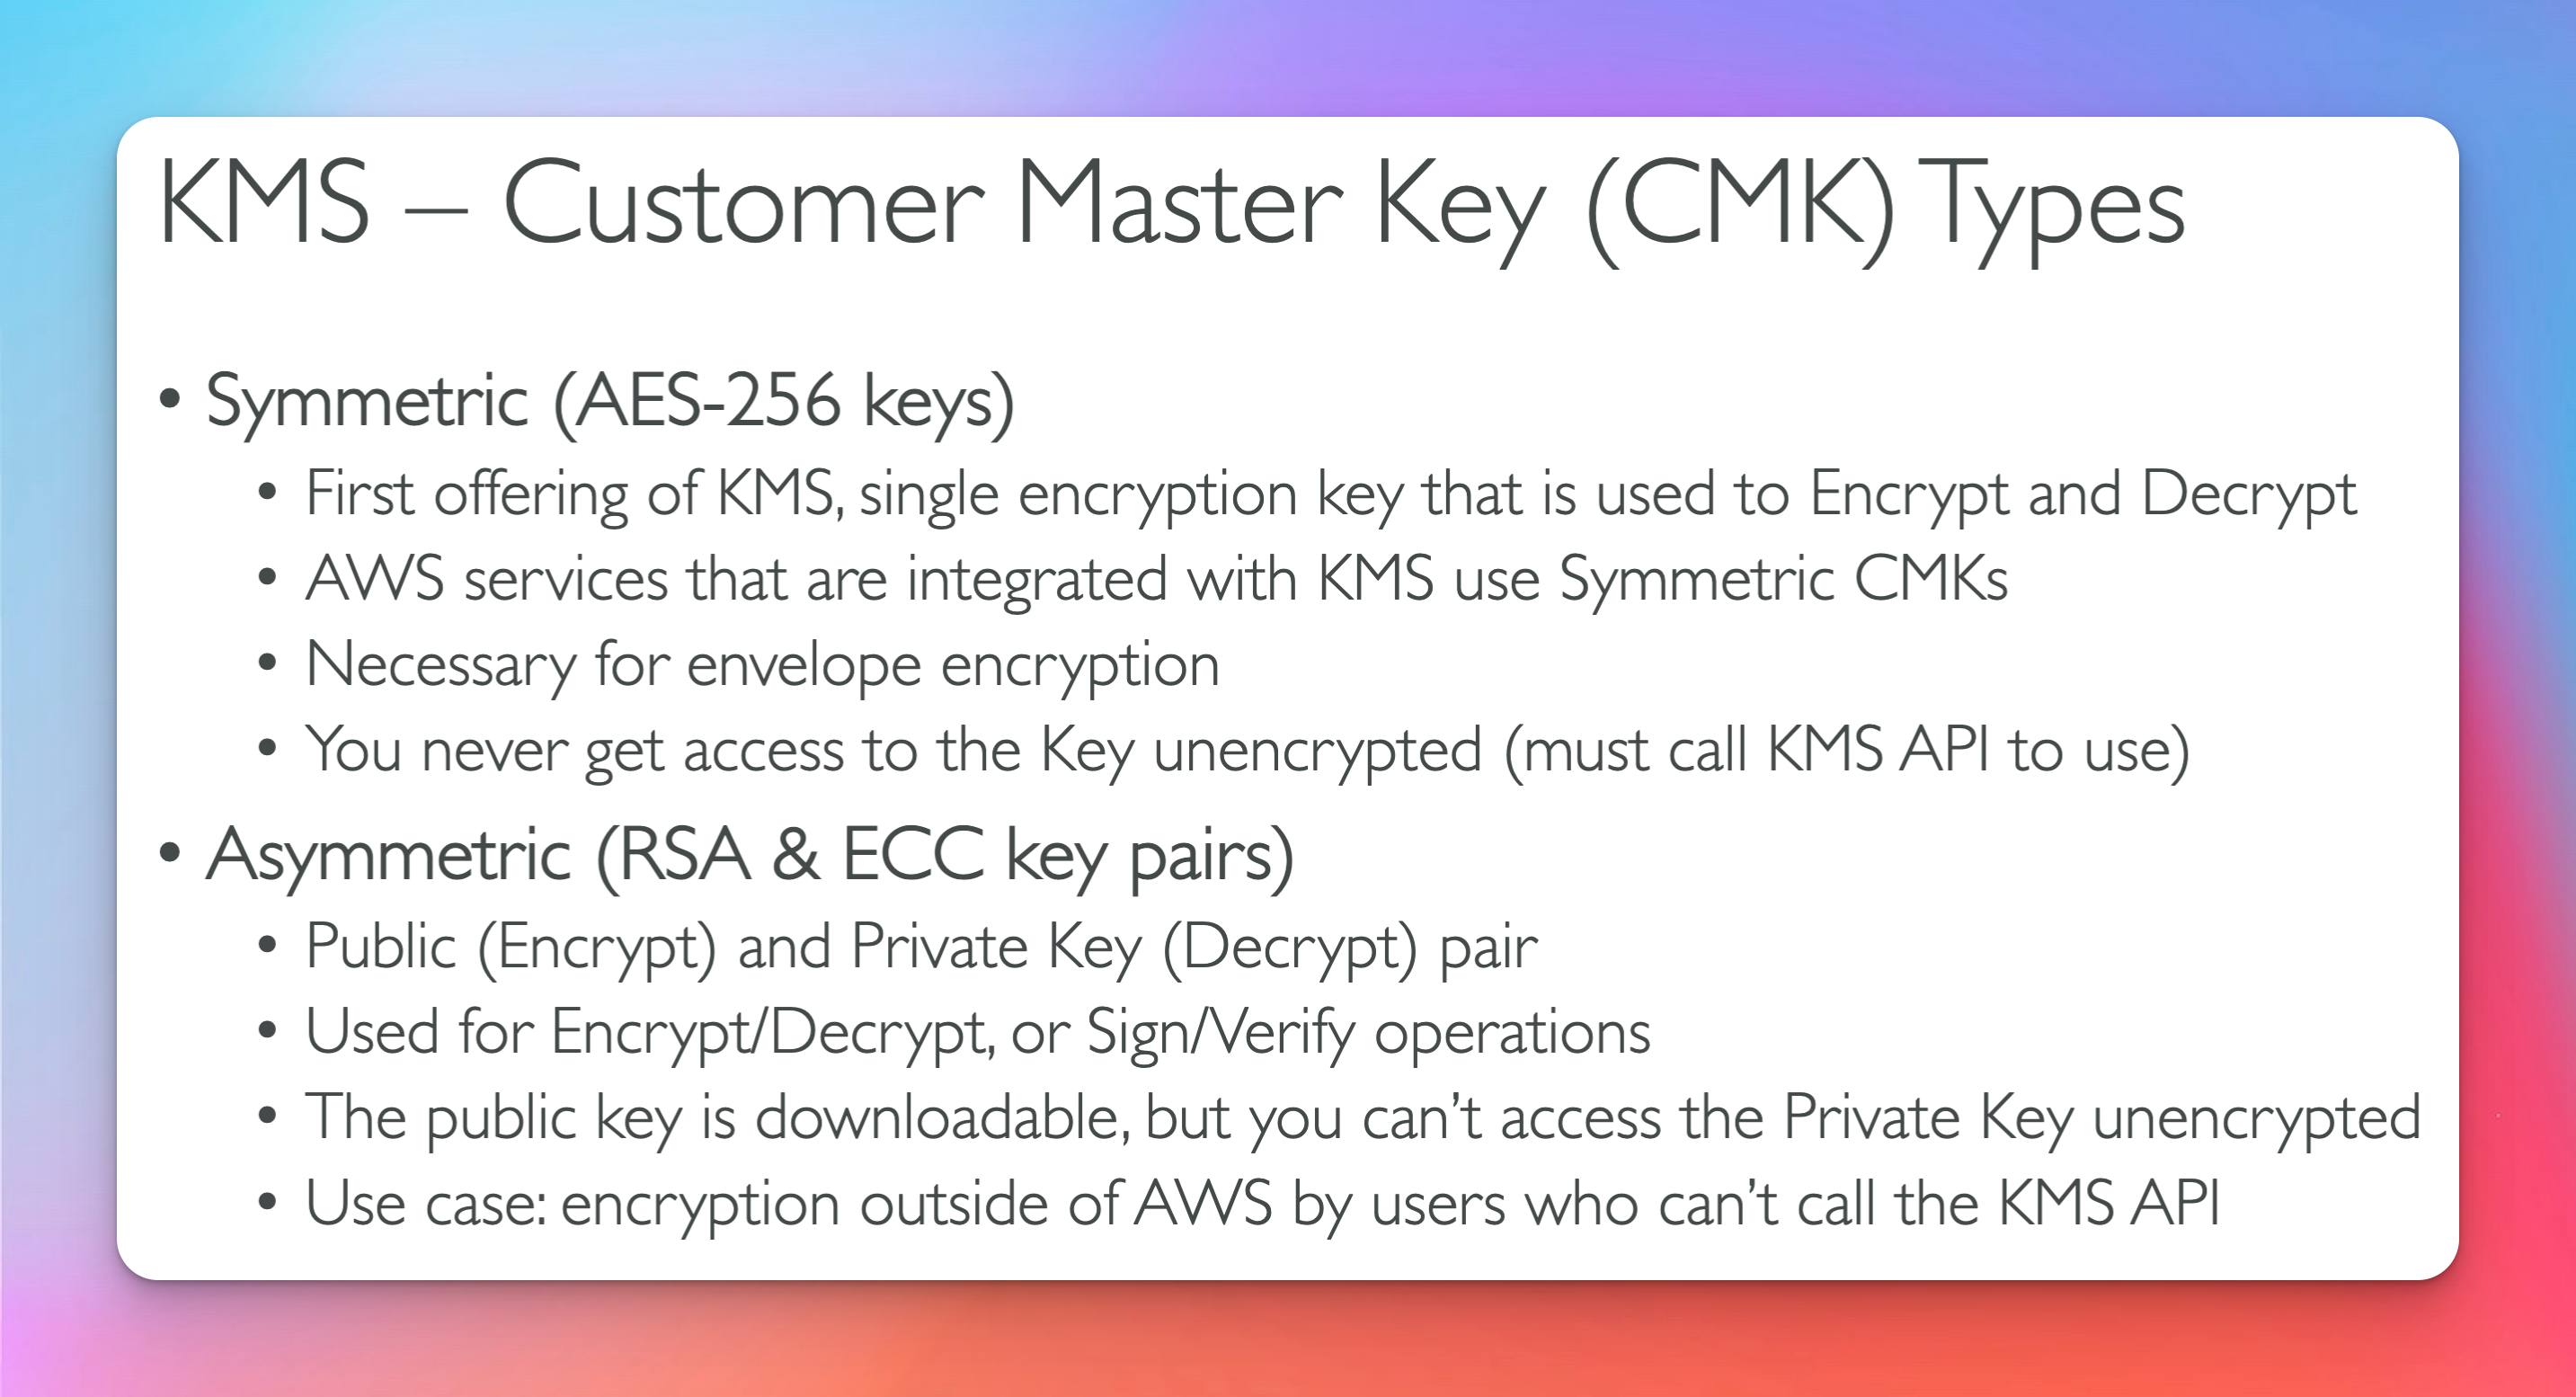 KMS – Customer Master Key (CMK) Types
• Symmetric (AES-256 keys)
• First offering of KMS, single encryption key that is used to Encrypt and Decrypt
• AWS services that are integrated with KMS use Symmetric CMKs
• Necessary for envelope encryption
• You never get access to the Key unencrypted (must call KMS API to use)
• Asymmetric (RSA & ECC key pairs)
• Public (Encrypt) and Private Key (Decrypt) pair
• Used for Encrypt/Decrypt, or Sign/Verify operations
• The public key is downloadable, but you can’t access the Private Key unencrypted
• Use case: encryption outside of AWS by users who can’t call the KMS API